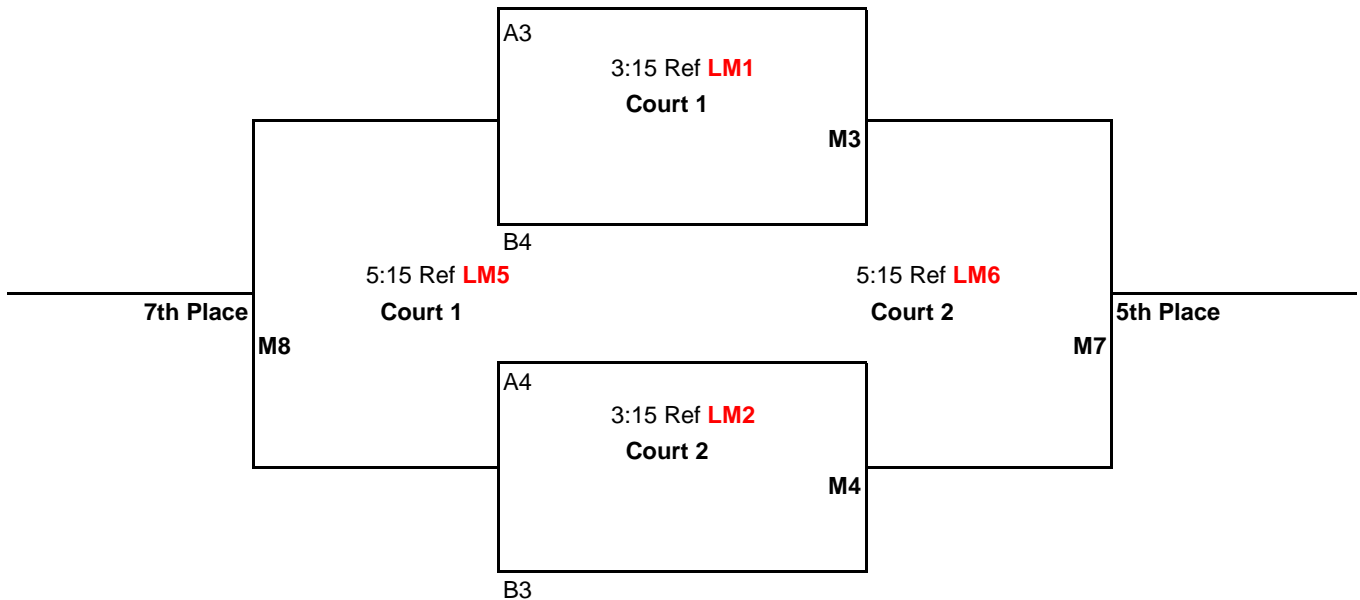 A3
3:15 Ref LM1
Court 1
M3
B4
5:15 Ref LM5
5:15 Ref LM6
7th Place
Court 1
Court 2
5th Place
M8
M7
A4
3:15 Ref LM2
Court 2
M4
B3